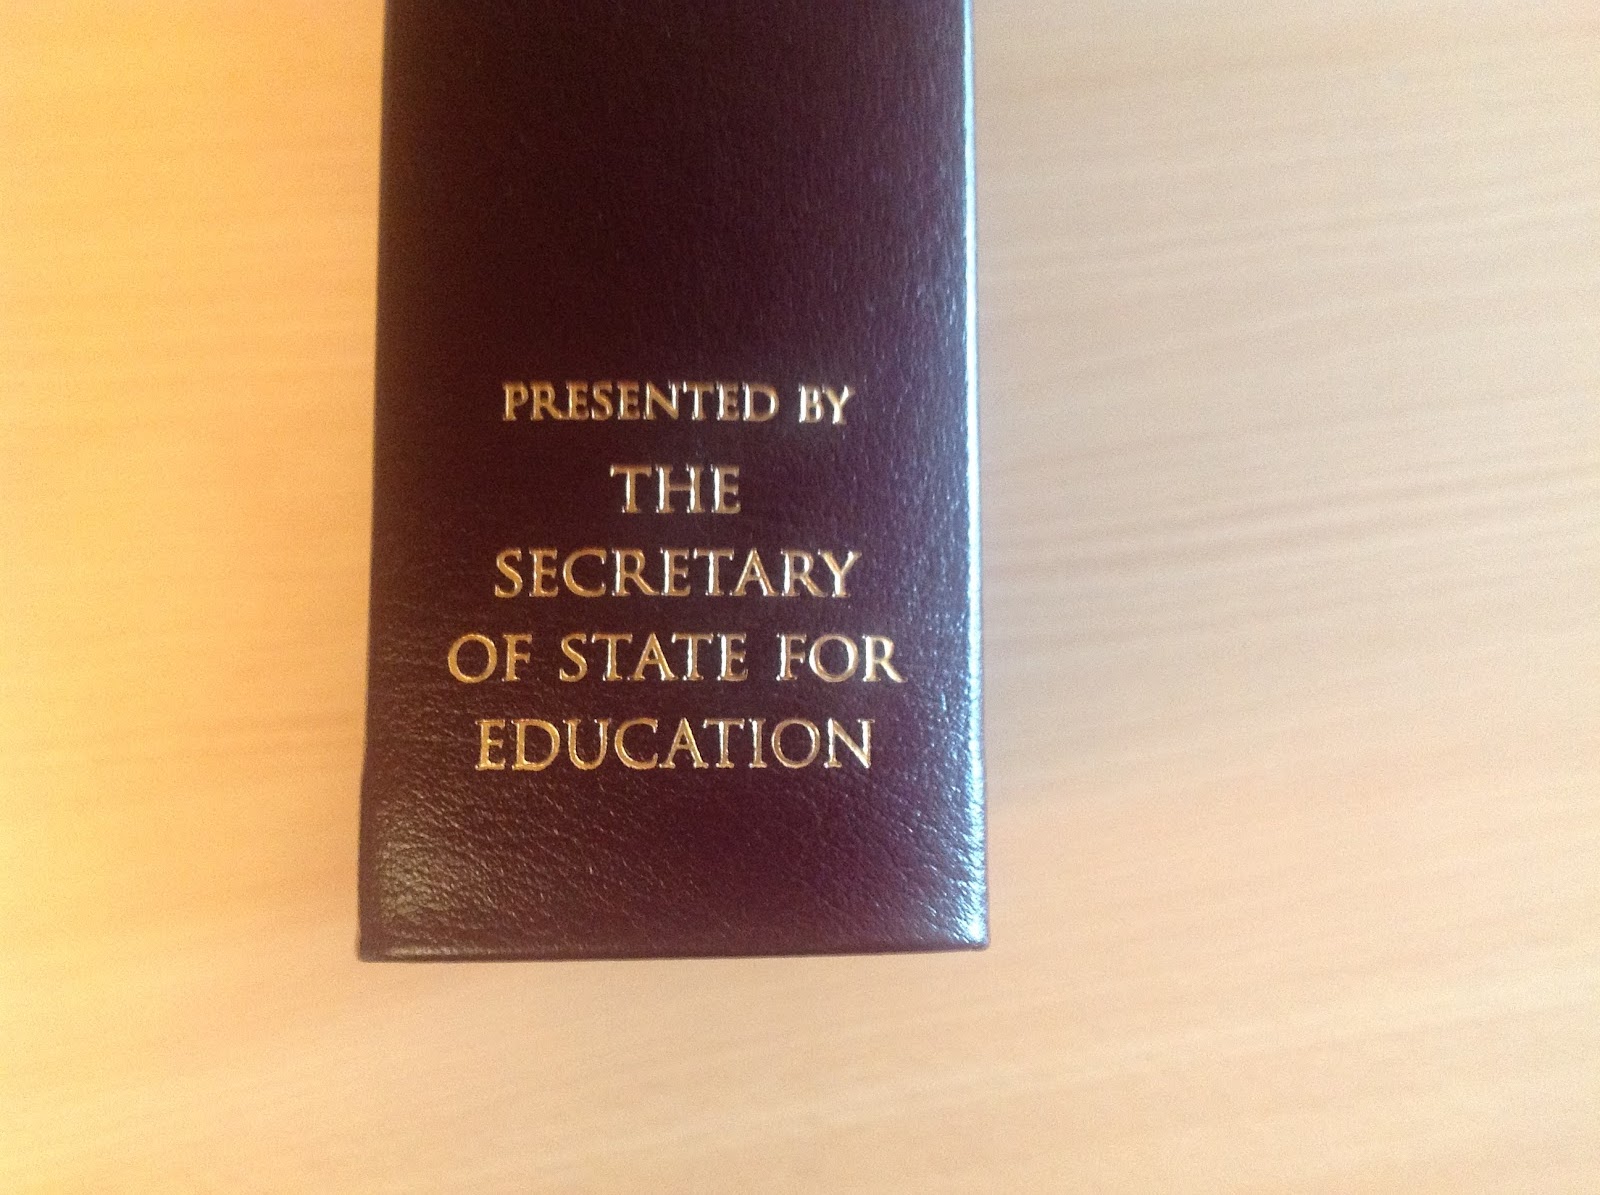 PRESENTED BY
THE
SECRETARY
OF STATE FOR
EDUCATION